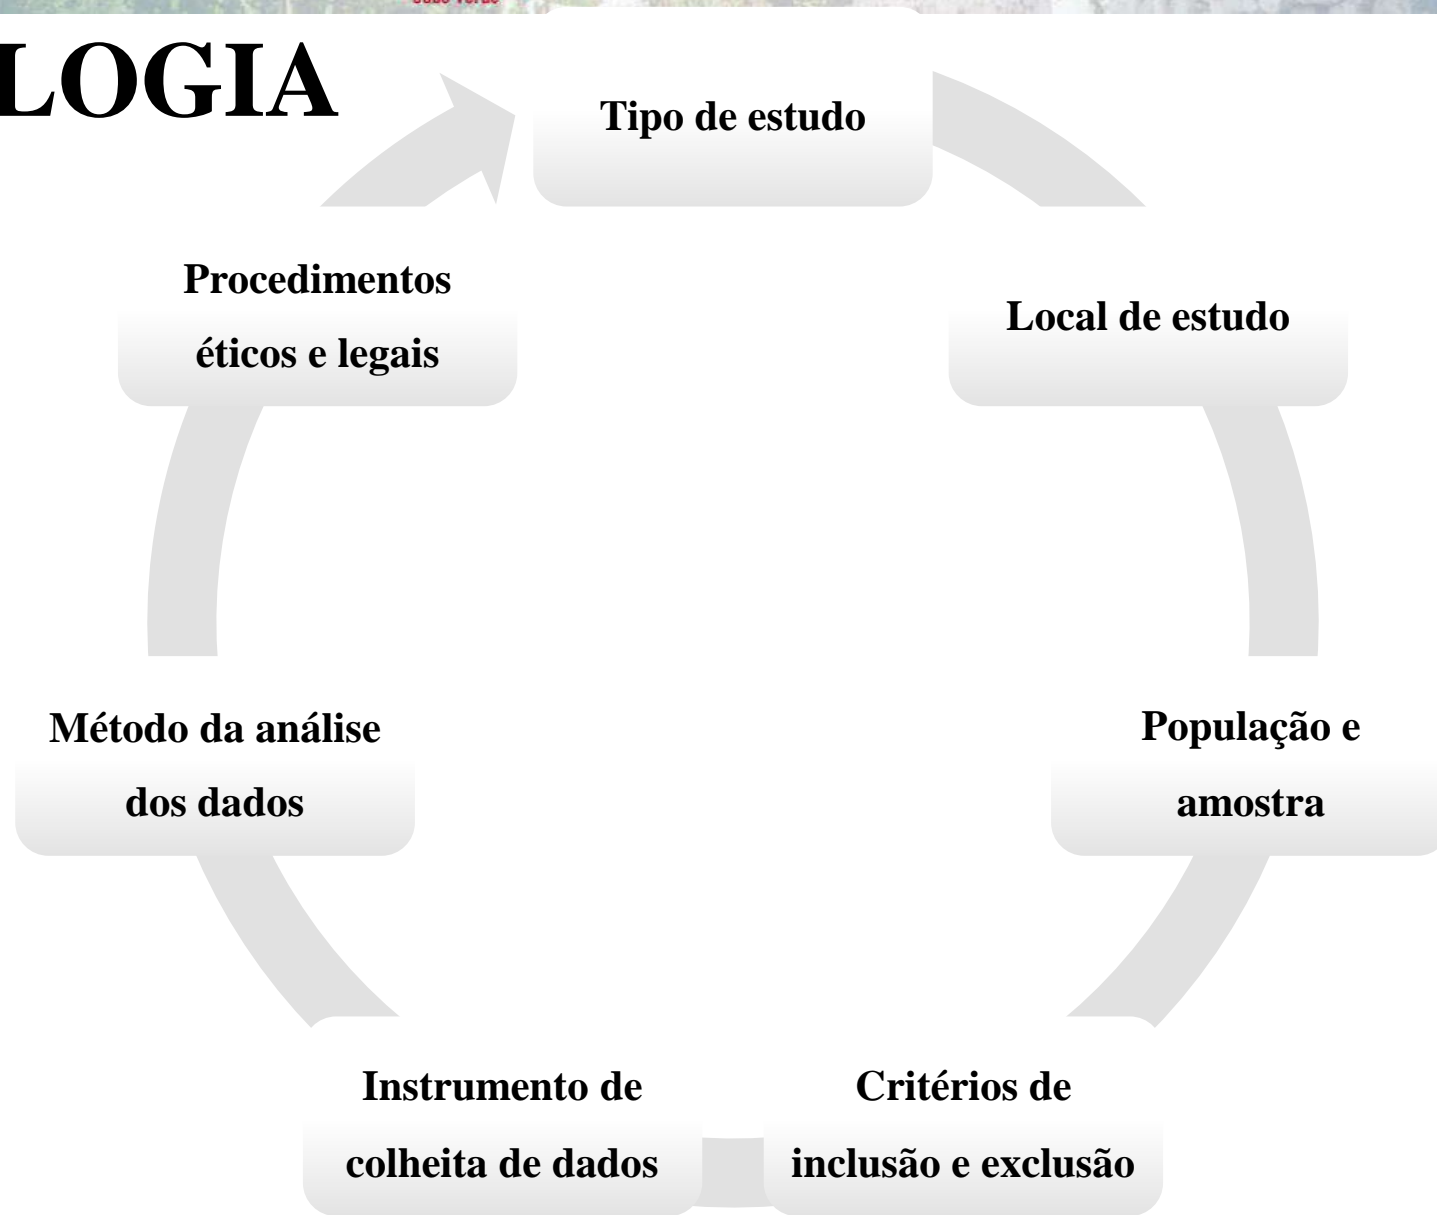 LOGIA
Tipo de estudo
Local de estudo
População e
amostra
Critérios de
inclusão e exclusão
Instrumento de
colheita de dados
Método da análise
dos dados
Procedimentos
éticos e legais